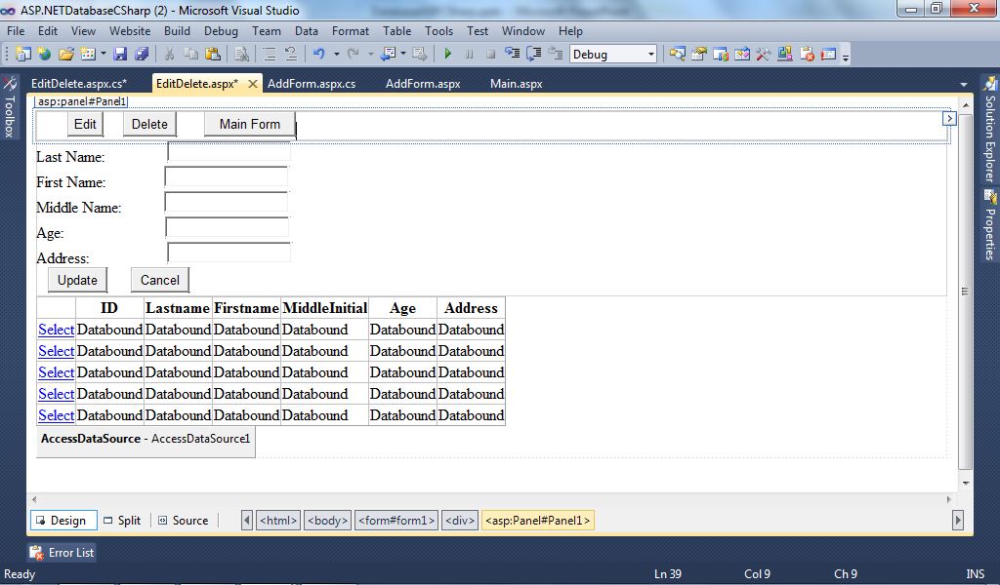 ASP.NETDatabaseCSharp (2) - Microsoft Visual Studio
File Edit View Website Build Debug Team Data Format Table Tools Test Window Help
Debug
EditDelete.aspx.cs* EditDelete.aspx* AddForm.aspx.cs AddForm.aspx Main.aspx
Toolbox
Solution Explorer
Properties
asp:panel#Panel1
Edit Delete Main Form
Last Name:
First Name:
Middle Name:
Age:
Address:
Update Cancel
ID Lastname Firstname MiddleInitial Age Address
Select Databound Databound Databound Databound Databound Databound
Select Databound Databound Databound Databound Databound Databound
Select Databound Databound Databound Databound Databound Databound
Select Databound Databound Databound Databound Databound Databound
Select Databound Databound Databound Databound Databound Databound
AccessDataSource - AccessDataSource1
Design Split Source <html> <body> <form#form1> <div> <asp:Panel#Panel1>
Error List
Ready Ln 39 Col 9 Ch 9 INS